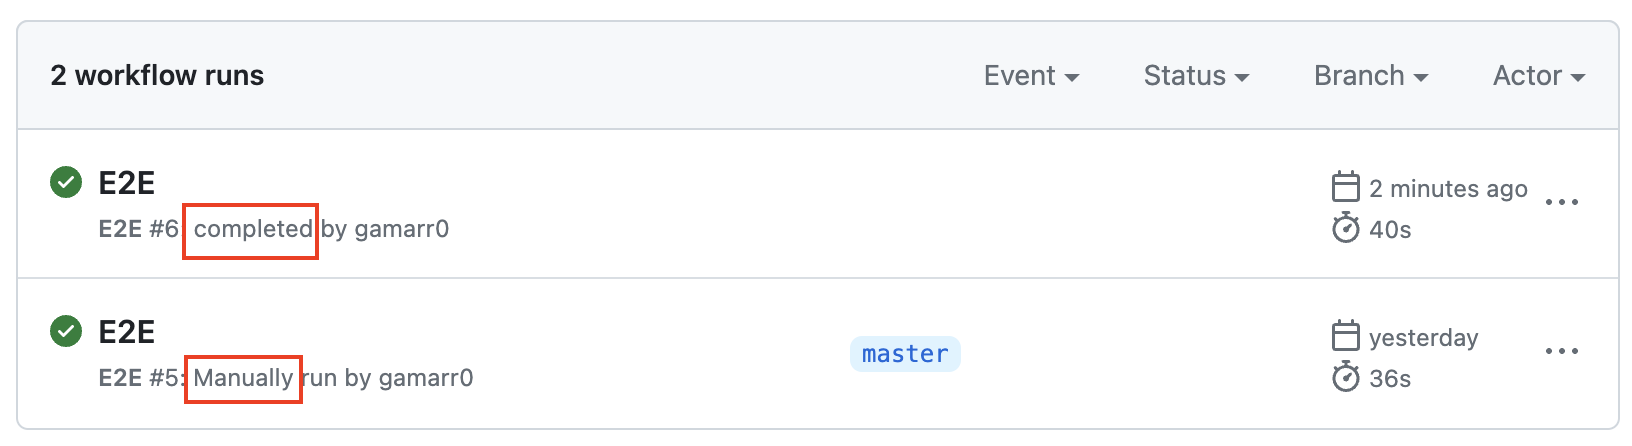 2 workflow runs Event Status Branch Actor
E2E
2 minutes ago
E2E #6 completed by gamarr0
40s
E2E
master
yesterday
E2E #5: Manually run by gamarr0
36s